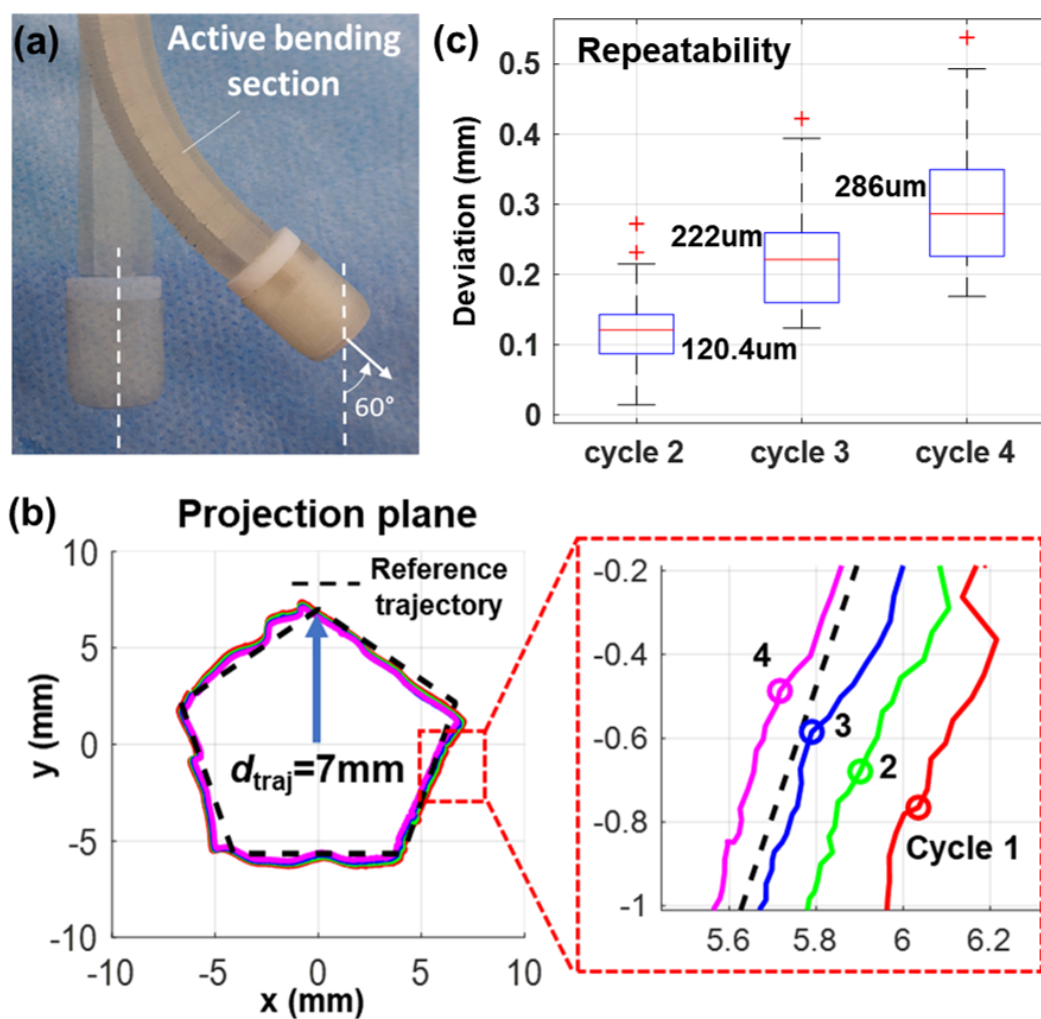 (a)
Active bending
section
60°
(c)
Repeatability
Deviation (mm)
0.5
0.4
0.3
0.2
0.1
0
222um
286um
120.4um
cycle 2
cycle 3
cycle 4
(b)
Projection plane
Reference
trajectory
y (mm)
10
5
0
-5
-10
d_traj=7mm
-10
-5
0
5
10
x (mm)
-0.2
-0.4
-0.6
-0.8
-1
4
3
2
Cycle 1
5.6
5.8
6
6.2